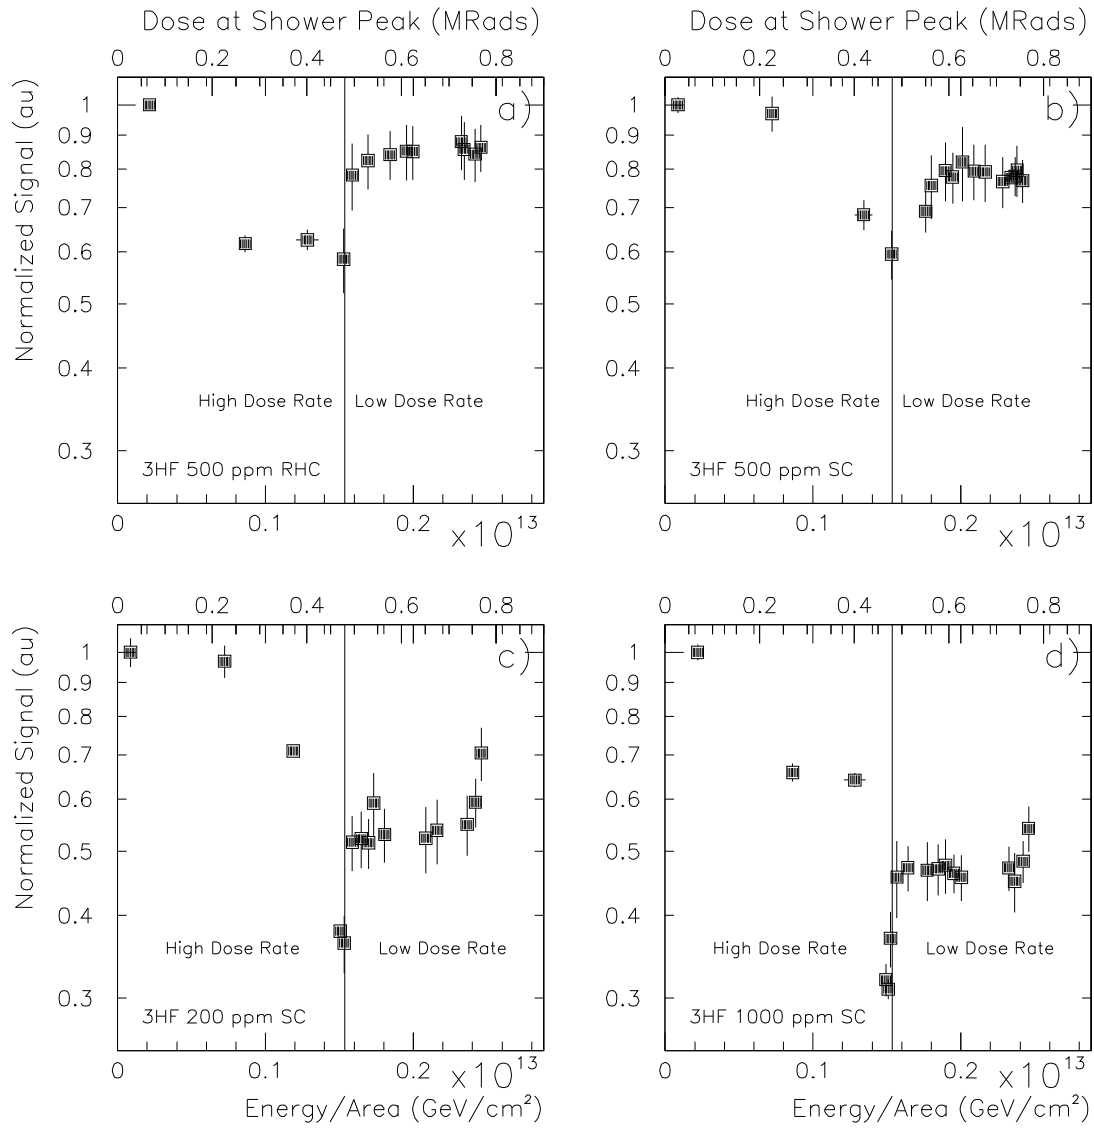 Dose at Shower Peak (MRads) Dose at Shower Peak (MRads)
0 0.2 0.4 0.6 0.8 0 0.2 0.4 0.6 0.8
Normalized Signal (au)
1
0.9
0.8
0.7
0.6
0.5
0.4
0.3
a)
High Dose Rate Low Dose Rate
3HF 500 ppm RHC
0 0.1 0.2
x10^13
1
0.9
0.8
0.7
0.6
0.5
0.4
0.3
b)
High Dose Rate Low Dose Rate
3HF 500 ppm SC
0 0.1 0.2
x10^13
0 0.2 0.4 0.6 0.8 0 0.2 0.4 0.6 0.8
Normalized Signal (au)
1
0.9
0.8
0.7
0.6
0.5
0.4
0.3
c)
High Dose Rate Low Dose Rate
3HF 200 ppm SC
0 0.1 0.2
x10^13
Energy/Area (GeV/cm²)
1
0.9
0.8
0.7
0.6
0.5
0.4
0.3
d)
High Dose Rate Low Dose Rate
3HF 1000 ppm SC
0 0.1 0.2
x10^13
Energy/Area (GeV/cm²)